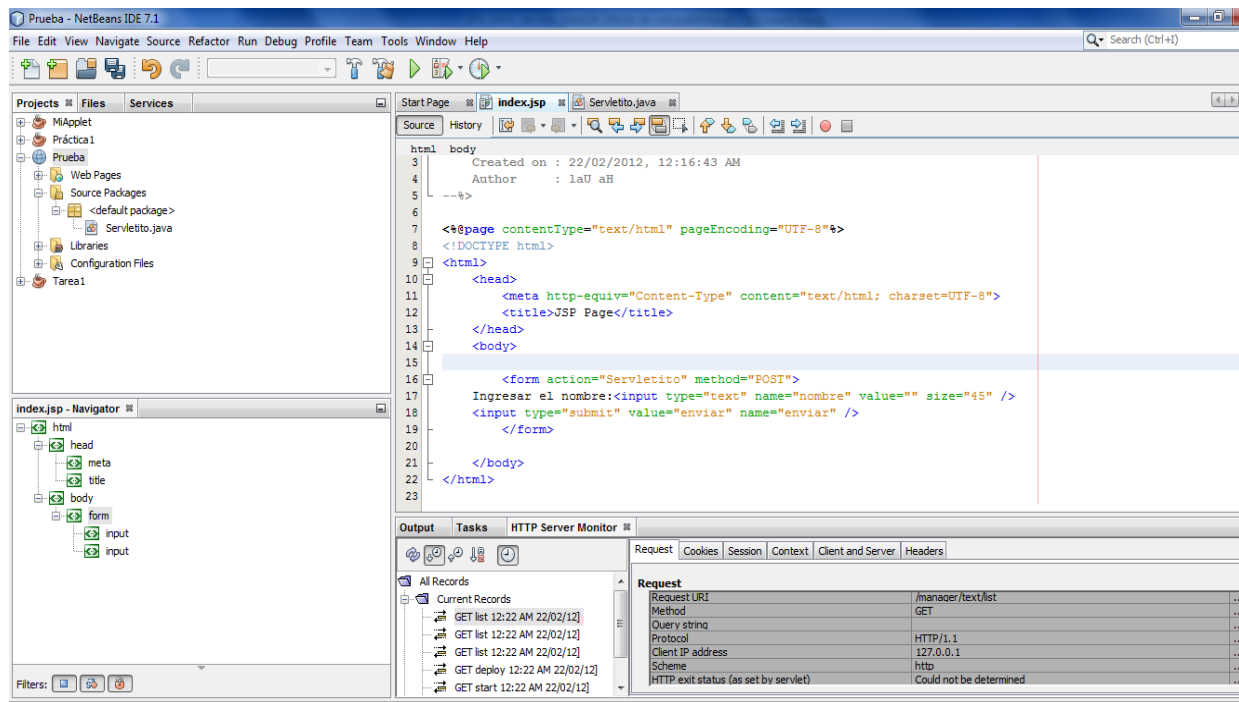 Prueba - NetBeans IDE 7.1
File Edit View Navigate Source Refactor Run Debug Profile Team Tools Window Help
Search (Ctrl+I)
Projects Files Services
MiApplet
Práctica1
Prueba
Web Pages
Source Packages
<default package>
Servletito.java
Libraries
Configuration Files
Tarea1
index.jsp - Navigator
html
head
meta
title
body
form
input
input
Filters:
Start Page index.jsp Servletito.java
Source History
html body
3 Created on : 22/02/2012, 12:16:43 AM
4 Author : laU aH
5 --%>
6
7 <%@page contentType="text/html" pageEncoding="UTF-8"%>
8 <!DOCTYPE html>
9 <html>
10 <head>
11 <meta http-equiv="Content-Type" content="text/html; charset=UTF-8">
12 <title>JSP Page</title>
13 </head>
14 <body>
15
16 <form action="Servletito" method="POST">
17 Ingresar el nombre:<input type="text" name="nombre" value="" size="45" />
18 <input type="submit" value="enviar" name="enviar" />
19 </form>
20
21 </body>
22 </html>
23
Output Tasks HTTP Server Monitor
All Records
Current Records
GET list 12:22 AM 22/02/12]
GET list 12:22 AM 22/02/12]
GET list 12:22 AM 22/02/12]
GET deploy 12:22 AM 22/02/12]
GET start 12:22 AM 22/02/12]
Request Cookies Session Context Client and Server Headers
Request
Request URI /manager/text/list ...
Method GET ...
Query string ...
Protocol HTTP/1.1 ...
Client IP address 127.0.0.1 ...
Scheme http ...
HTTP exit status (as set by servlet) Could not be determined ...